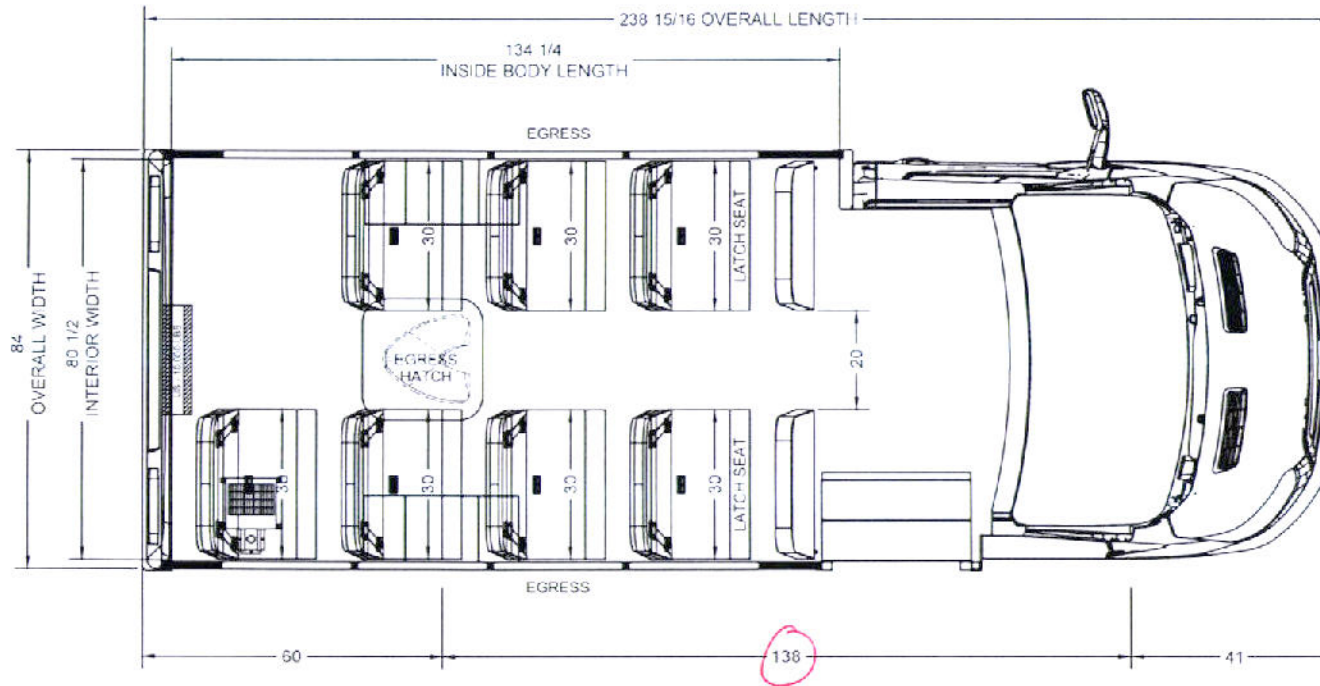 238 15/16 OVERALL LENGTH
134 1/4
INSIDE BODY LENGTH
EGRESS
84
OVERALL WIDTH
80 1/2
INTERIOR WIDTH
30
30
30
LATCH SEAT
EGRESS
HATCH
20
30
30
30
30
LATCH SEAT
EGRESS
60
138
41